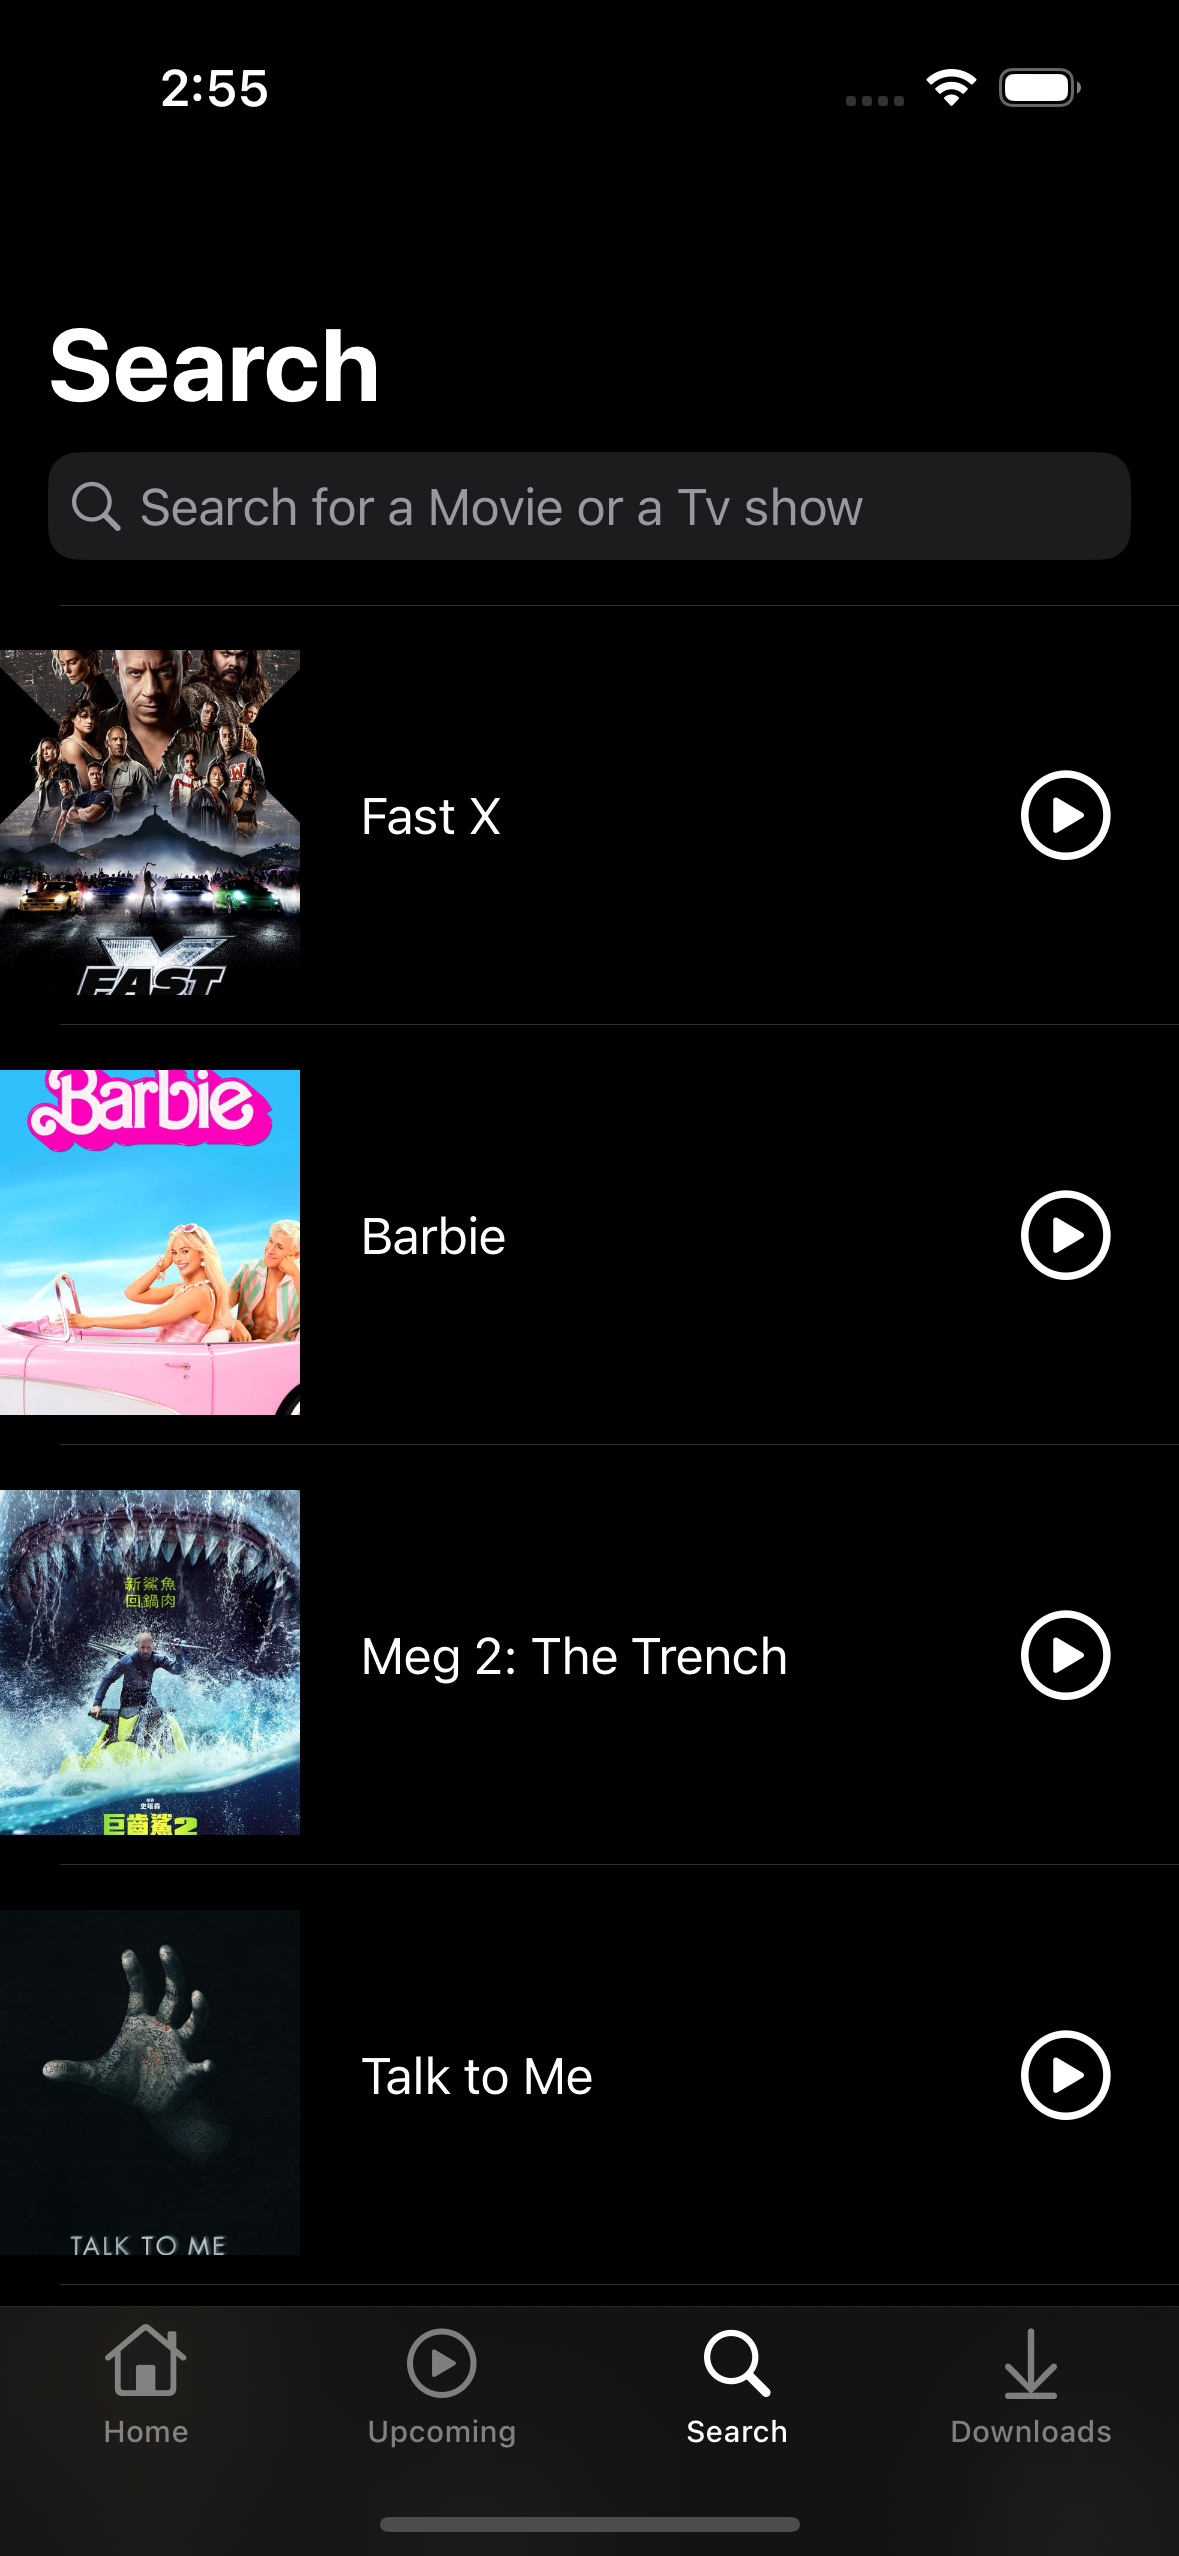 2:55
Search
Search for a Movie or a Tv show
FAST
Fast X
Barbie
Barbie
新鯊魚
回鍋肉
Meg 2: The Trench
巨齒鯊2
Talk to Me
TALK TO ME
Home
Upcoming
Search
Downloads